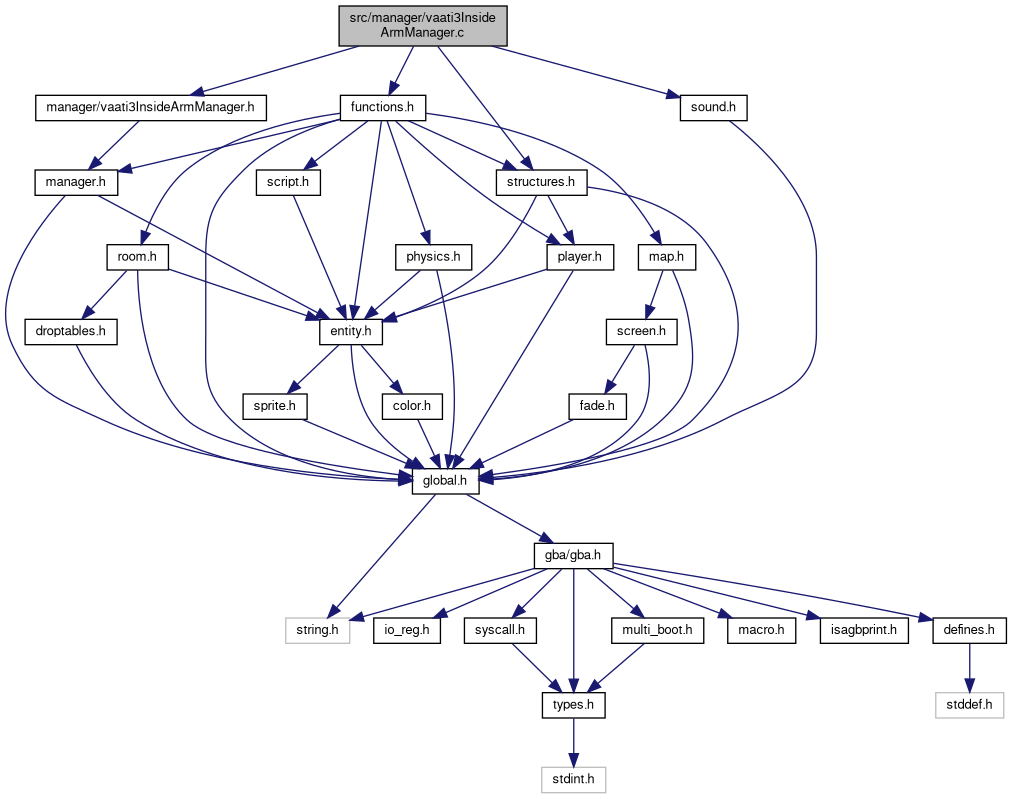 src/manager/vaati3Inside
ArmManager.c
manager/vaati3InsideArmManager.h
functions.h
sound.h
manager.h
script.h
structures.h
room.h
physics.h
player.h
map.h
droptables.h
entity.h
screen.h
sprite.h
color.h
fade.h
global.h
gba/gba.h
string.h
io_reg.h
syscall.h
multi_boot.h
macro.h
isagbprint.h
defines.h
types.h
stddef.h
stdint.h